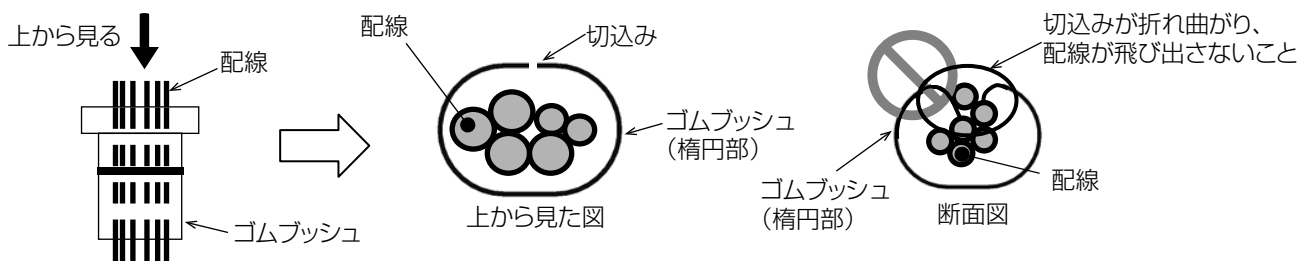 上から見る
配線
ゴムブッシュ
配線
切込み
ゴムブッシュ
（楕円部）
上から見た図
切込みが折れ曲がり、
配線が飛び出さないこと
ゴムブッシュ
（楕円部）
配線
断面図